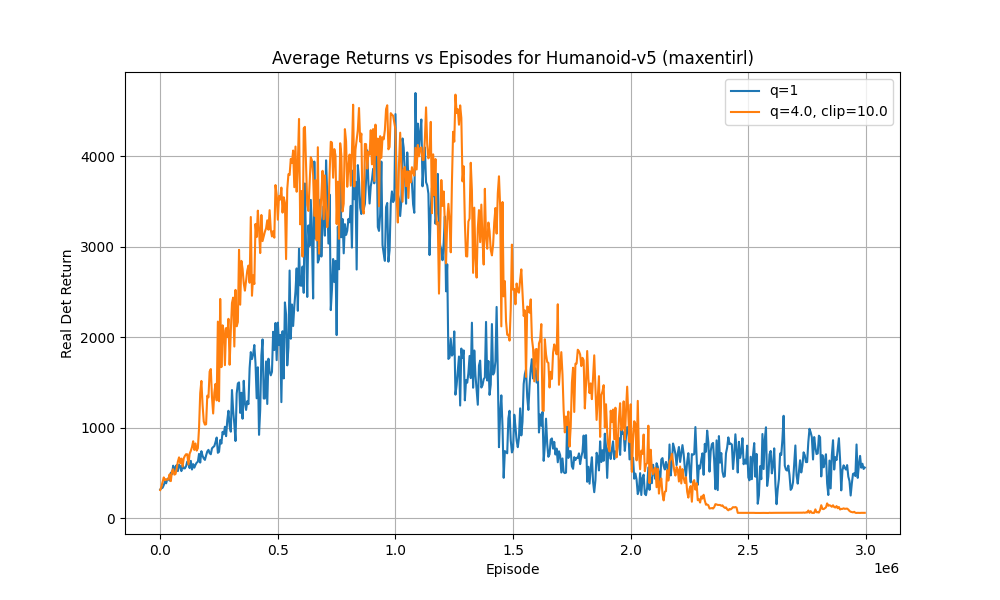 Average Returns vs Episodes for Humanoid-v5 (maxentirl)
q=1
q=4.0, clip=10.0
4000
3000
2000
1000
0
Real Det Return
0.0 0.5 1.0 1.5 2.0 2.5 3.0
1e6
Episode